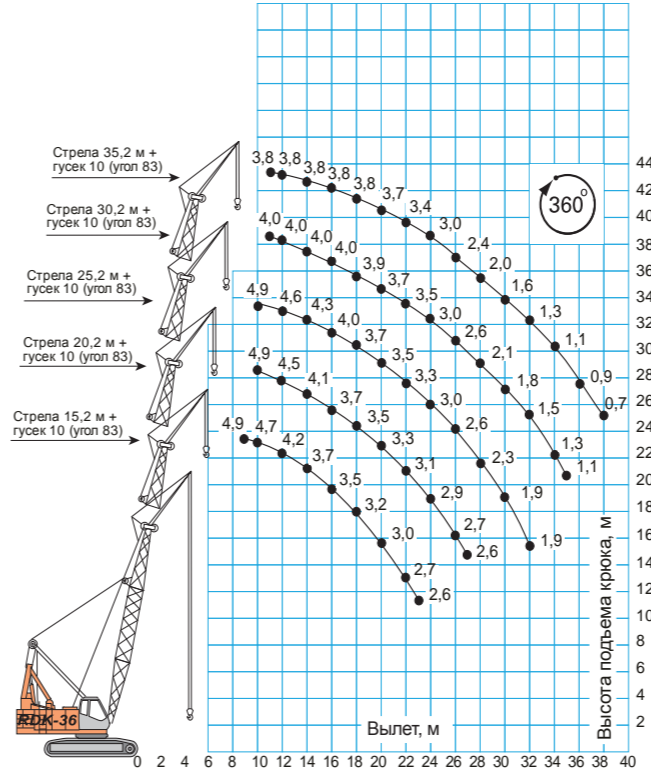 Стрела 35,2 м +
гусек 10 (угол 83)
Стрела 30,2 м +
гусек 10 (угол 83)
Стрела 25,2 м +
гусек 10 (угол 83)
Стрела 20,2 м +
гусек 10 (угол 83)
Стрела 15,2 м +
гусек 10 (угол 83)
3,8 3,8 3,8 3,8 3,8 3,7 3,4 3,0 2,4 2,0 1,6 1,3 1,1 0,9 0,7
4,0 4,0 4,0 4,0 3,9 3,7 3,5 3,0 2,6 2,1 1,8 1,5 1,3 1,1
4,9 4,6 4,3 4,0 3,7 3,5 3,3 3,0 2,6 2,3 1,9 1,9
4,9 4,5 4,1 3,7 3,5 3,3 3,1 2,9 2,7 2,6
4,9 4,7 4,2 3,7 3,5 3,2 3,0 2,7 2,6
360°
44
42
40
38
36
34
32
30
28
26
24
22
20
18
16
14
12
10
8
6
4
2
Высота подъема крюка, м
Вылет, м
RDK-36
0 2 4 6 8 10 12 14 16 18 20 22 24 26 28 30 32 34 36 38 40